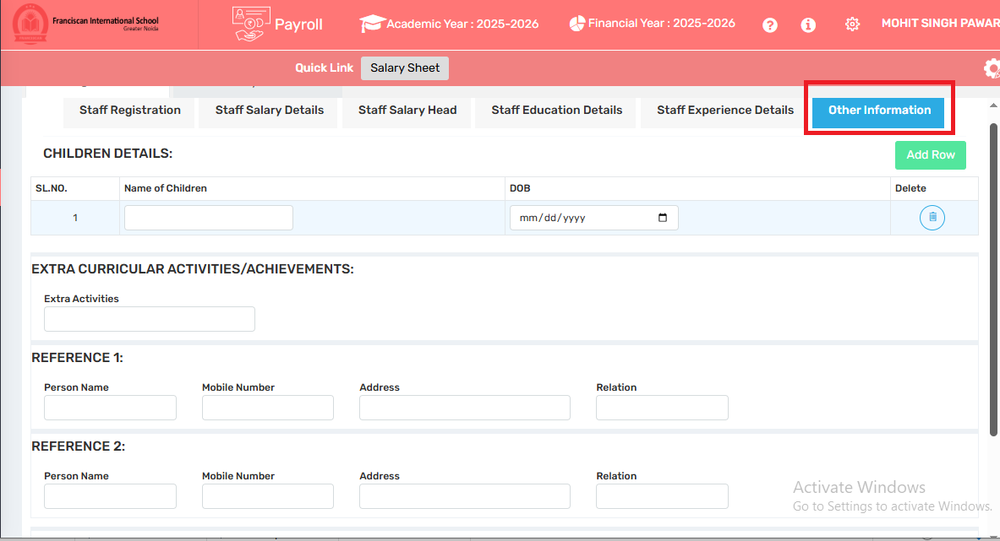 Franciscan International School
Greater Noida
Payroll
Academic Year : 2025-2026
Financial Year : 2025-2026
MOHIT SINGH PAWAR
Quick Link
Salary Sheet
Staff Registration
Staff Salary Details
Staff Salary Head
Staff Education Details
Staff Experience Details
Other Information
CHILDREN DETAILS:
Add Row
SL.NO. Name of Children DOB Delete
1 mm/dd/yyyy
EXTRA CURRICULAR ACTIVITIES/ACHIEVEMENTS:
Extra Activities
REFERENCE 1:
Person Name Mobile Number Address Relation
REFERENCE 2:
Person Name Mobile Number Address Relation
Activate Windows
Go to Settings to activate Windows.